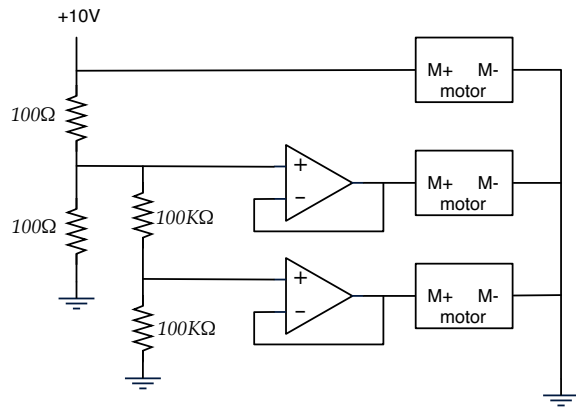 +10V
M+ M-
motor
100Ω
+
-
M+ M-
motor
100Ω
100KΩ
+
-
M+ M-
motor
100KΩ